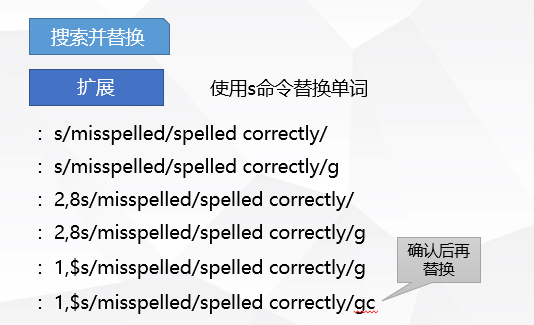 搜索并替换
扩展
使用s命令替换单词
：s/misspelled/spelled correctly/
：s/misspelled/spelled correctly/g
：2,8s/misspelled/spelled correctly/
：2,8s/misspelled/spelled correctly/g
：1,$s/misspelled/spelled correctly/g
：1,$s/misspelled/spelled correctly/gc
确认后再
替换